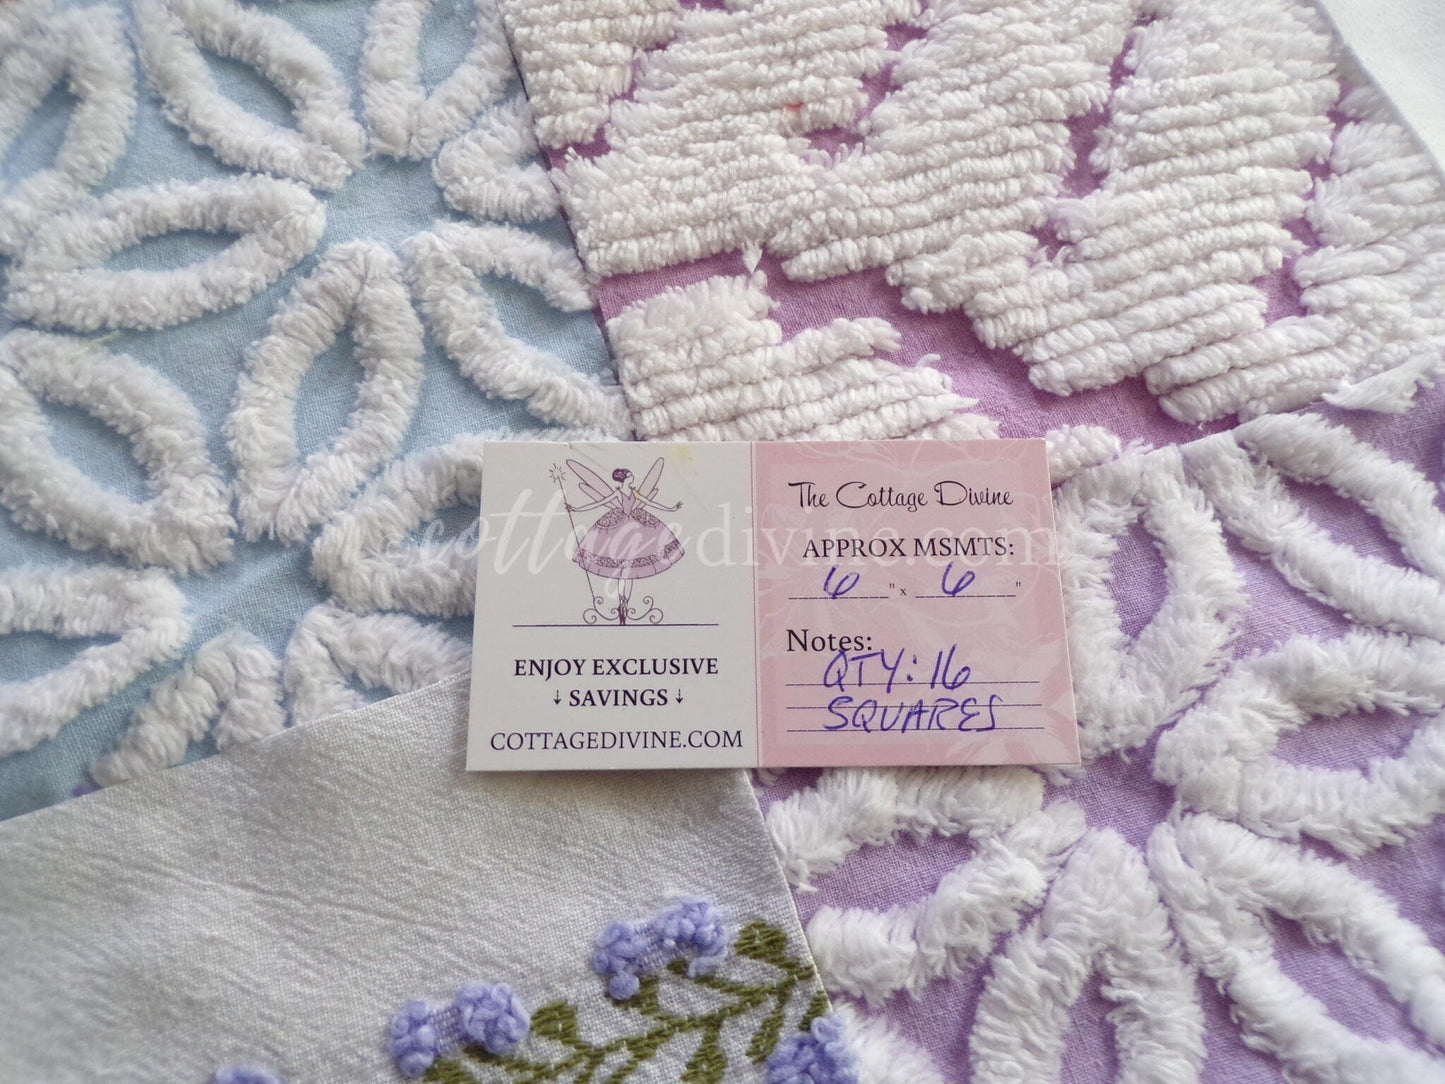 The Cottage Divine
APPROX MSMTS:
6 " x 6 "
Notes:
QTY: 16
SQUARES
ENJOY EXCLUSIVE
↓ SAVINGS ↓
COTTAGEDIVINE.COM
cottagedivine.com